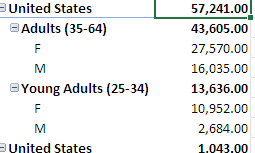 United States 57,241.00
Adults (35-64) 43,605.00
F 27,570.00
M 16,035.00
Young Adults (25-34) 13,636.00
F 10,952.00
M 2,684.00
United States 1,043.00